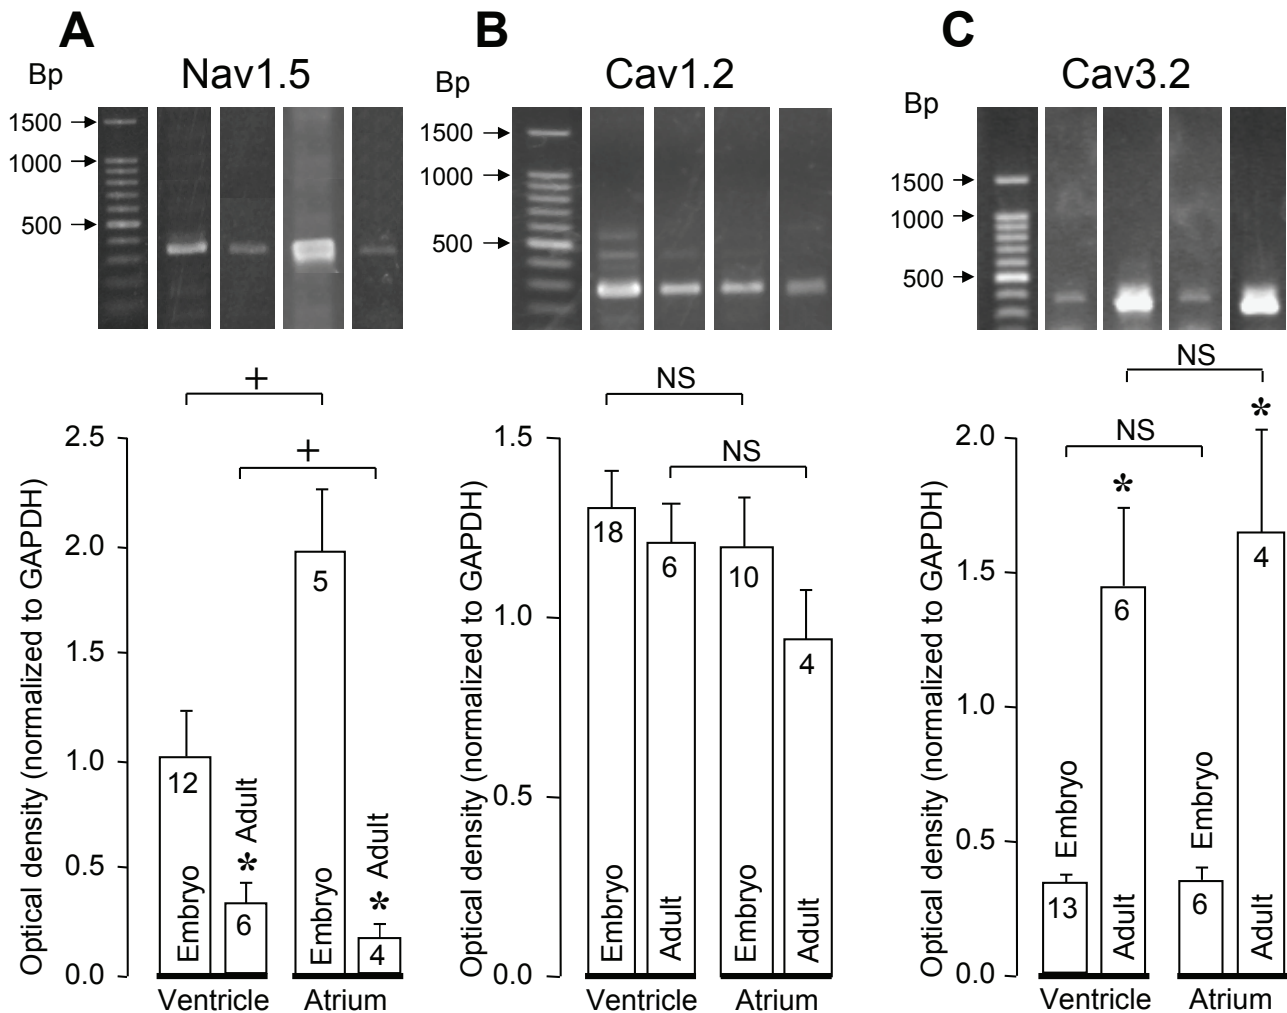 A
Nav1.5
Bp
1500
1000
500
+
+
2.5
2.0
1.5
1.0
0.5
0.0
Optical density (normalized to GAPDH)
12
Embryo
6
* Adult
5
Embryo
4
* Adult
Ventricle
Atrium
B
Cav1.2
Bp
1500
1000
500
NS
NS
1.5
1.0
0.5
0.0
Optical density (normalized to GAPDH)
18
Embryo
6
Adult
10
Embryo
4
Adult
Ventricle
Atrium
C
Cav3.2
Bp
1500
1000
500
NS
NS
2.0
1.5
1.0
0.5
0.0
Optical density (normalized to GAPDH)
13
Embryo
*
6
Adult
6
Embryo
*
4
Adult
Ventricle
Atrium